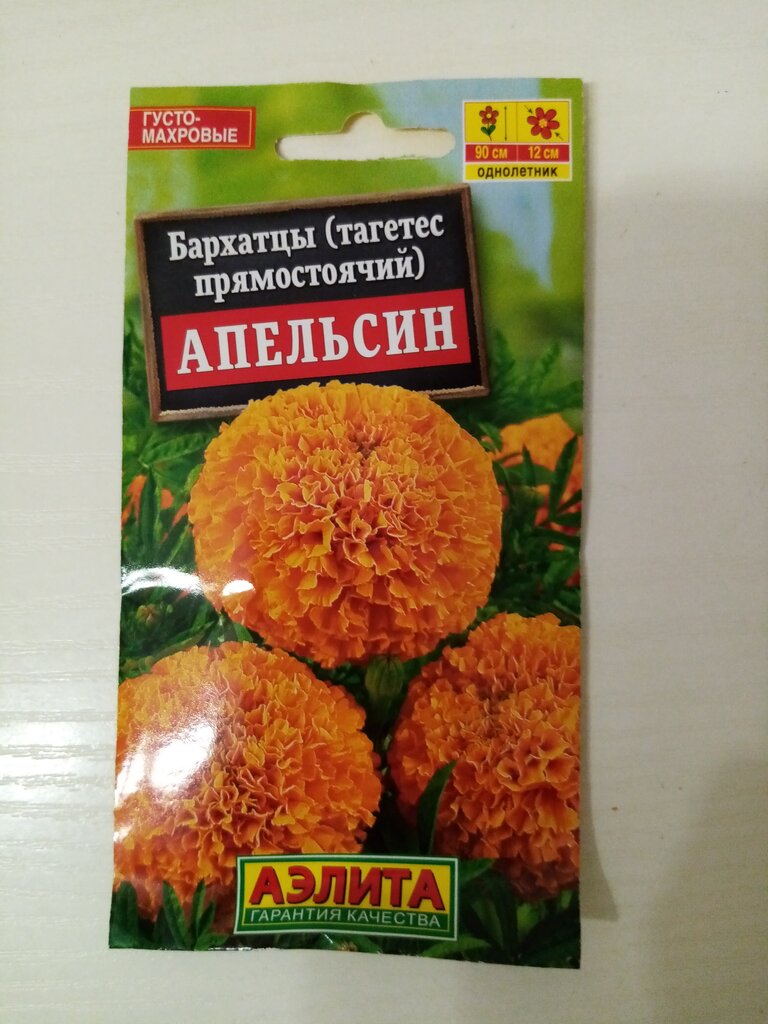 ГУСТО-
МАХРОВЫЕ
90 см 12 см
однолетник
Бархатцы (тагетес
прямостоячий)
АПЕЛЬСИН
АЭЛИТА
ГАРАНТИЯ КАЧЕСТВА